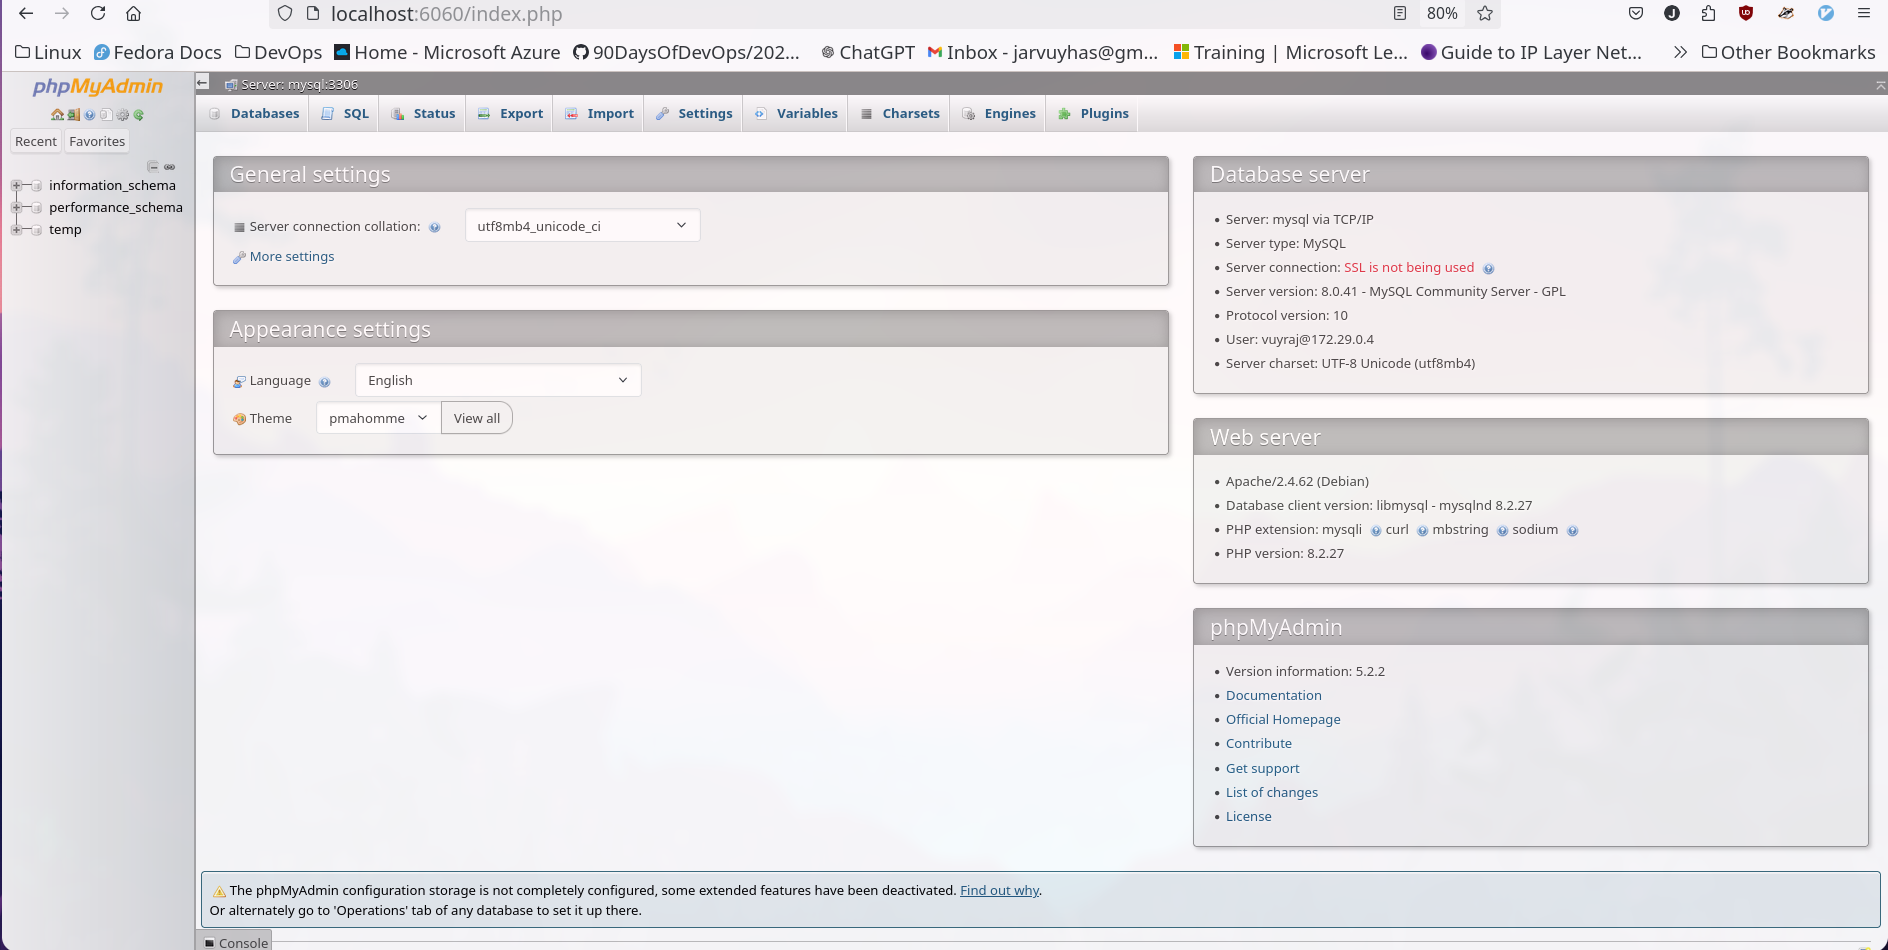 localhost:6060/index.php
80%
Linux
Fedora Docs
DevOps
Home - Microsoft Azure
90DaysOfDevOps/202...
ChatGPT
Inbox - jarvuyhas@gm...
Training | Microsoft Le...
Guide to IP Layer Net...
Other Bookmarks
phpMyAdmin
Recent
Favorites
information_schema
performance_schema
temp
Server: mysql:3306
Databases
SQL
Status
Export
Import
Settings
Variables
Charsets
Engines
Plugins
General settings
Server connection collation:
utf8mb4_unicode_ci
More settings
Appearance settings
Language
English
Theme
pmahomme
View all
Database server
Server: mysql via TCP/IP
Server type: MySQL
Server connection: SSL is not being used
Server version: 8.0.41 - MySQL Community Server - GPL
Protocol version: 10
User: vuyraj@172.29.0.4
Server charset: UTF-8 Unicode (utf8mb4)
Web server
Apache/2.4.62 (Debian)
Database client version: libmysql - mysqlnd 8.2.27
PHP extension: mysqli curl mbstring sodium
PHP version: 8.2.27
phpMyAdmin
Version information: 5.2.2
Documentation
Official Homepage
Contribute
Get support
List of changes
License
The phpMyAdmin configuration storage is not completely configured, some extended features have been deactivated. Find out why.
Or alternately go to 'Operations' tab of any database to set it up there.
Console